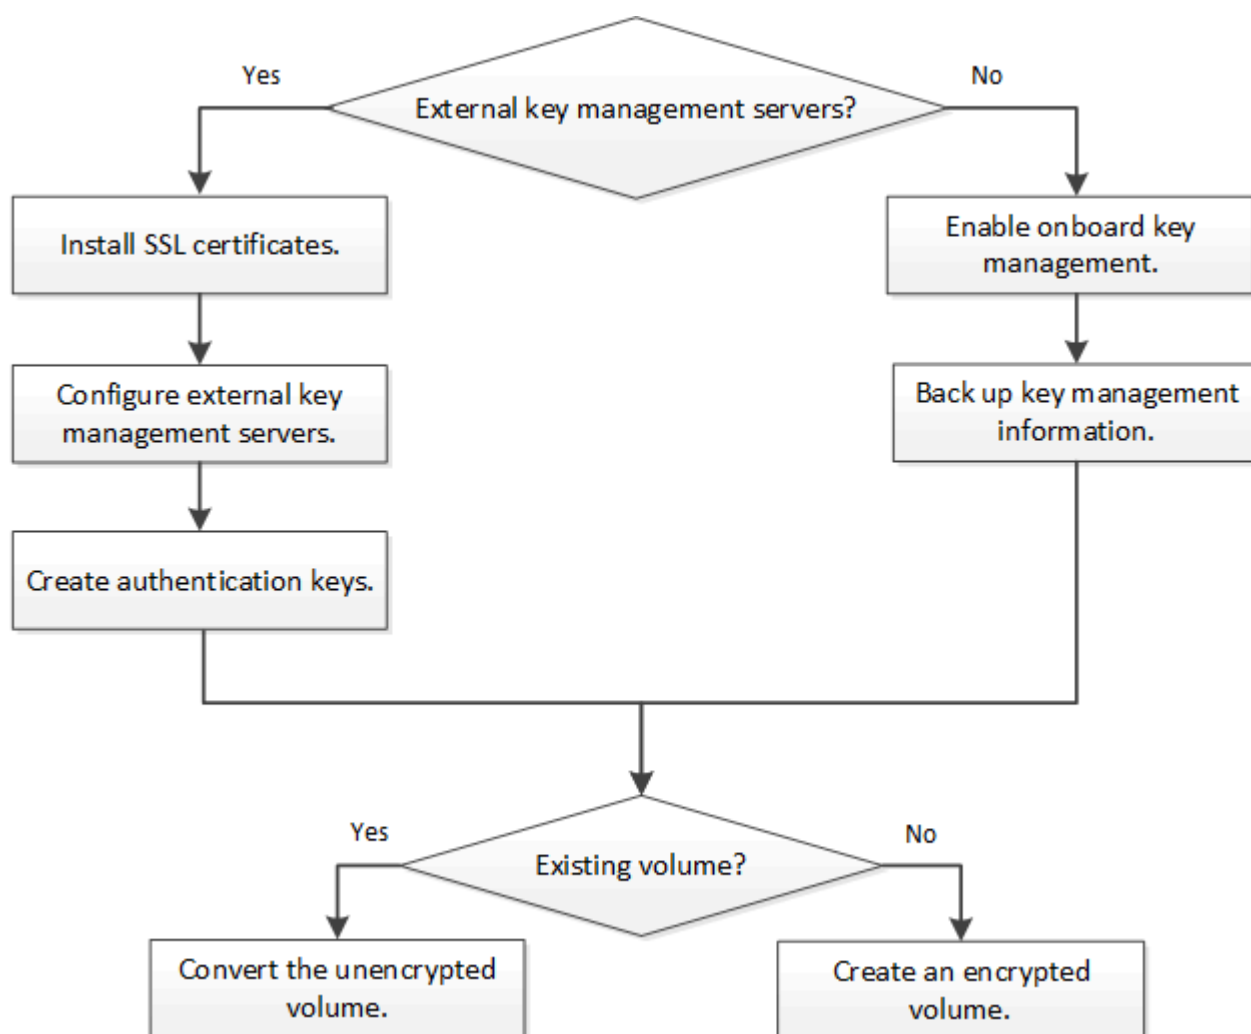 Yes
No
External key management servers?
Install SSL certificates.
Enable onboard key
management.
Configure external key
management servers.
Back up key management
information.
Create authentication keys.
Yes
No
Existing volume?
Convert the unencrypted
volume.
Create an encrypted
volume.